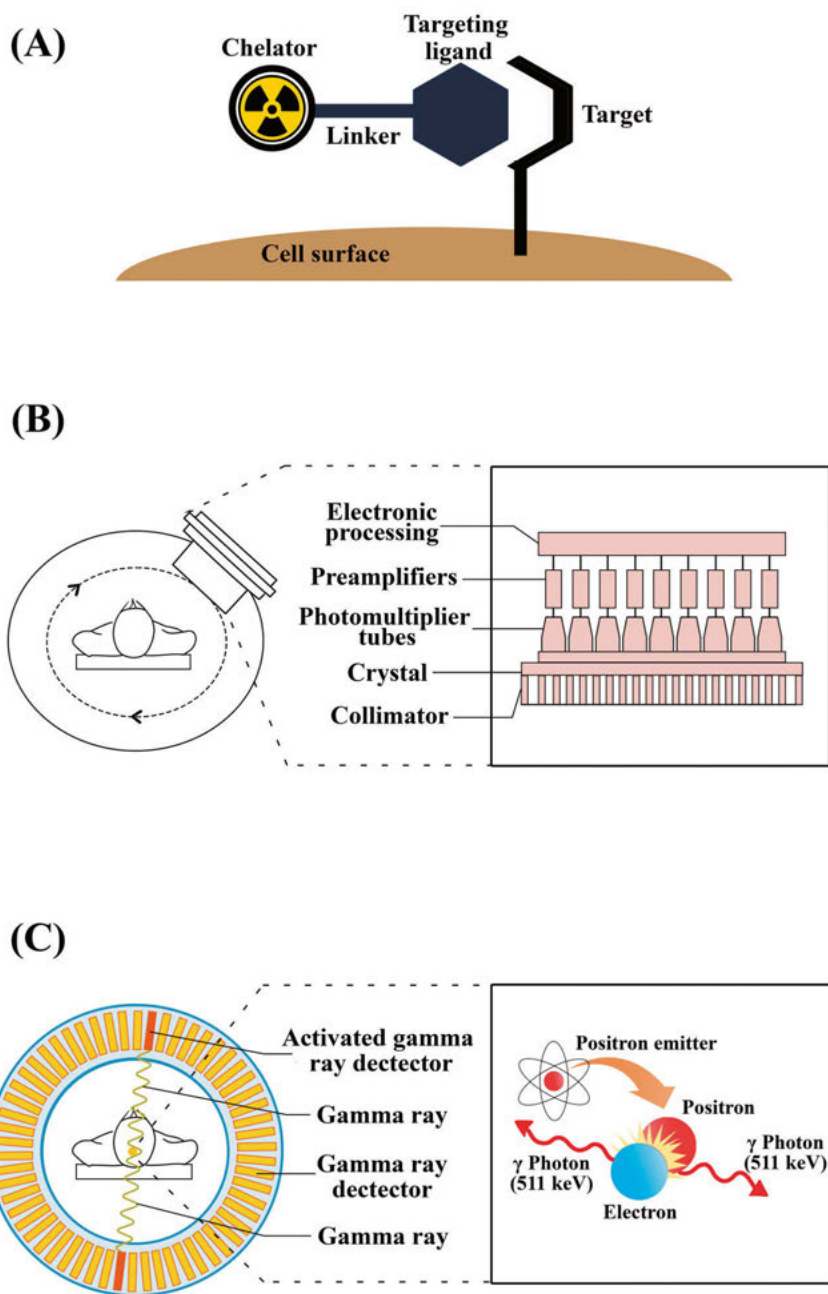 (A)
Chelator
Targeting
ligand
Linker
Target
Cell surface
(B)
Electronic
processing
Preamplifiers
Photomultiplier
tubes
Crystal
Collimator
(C)
Activated gamma
ray dectector
Gamma ray
Gamma ray
dectector
Gamma ray
Positron emitter
Positron
γ Photon
(511 keV)
γ Photon
(511 keV)
Electron